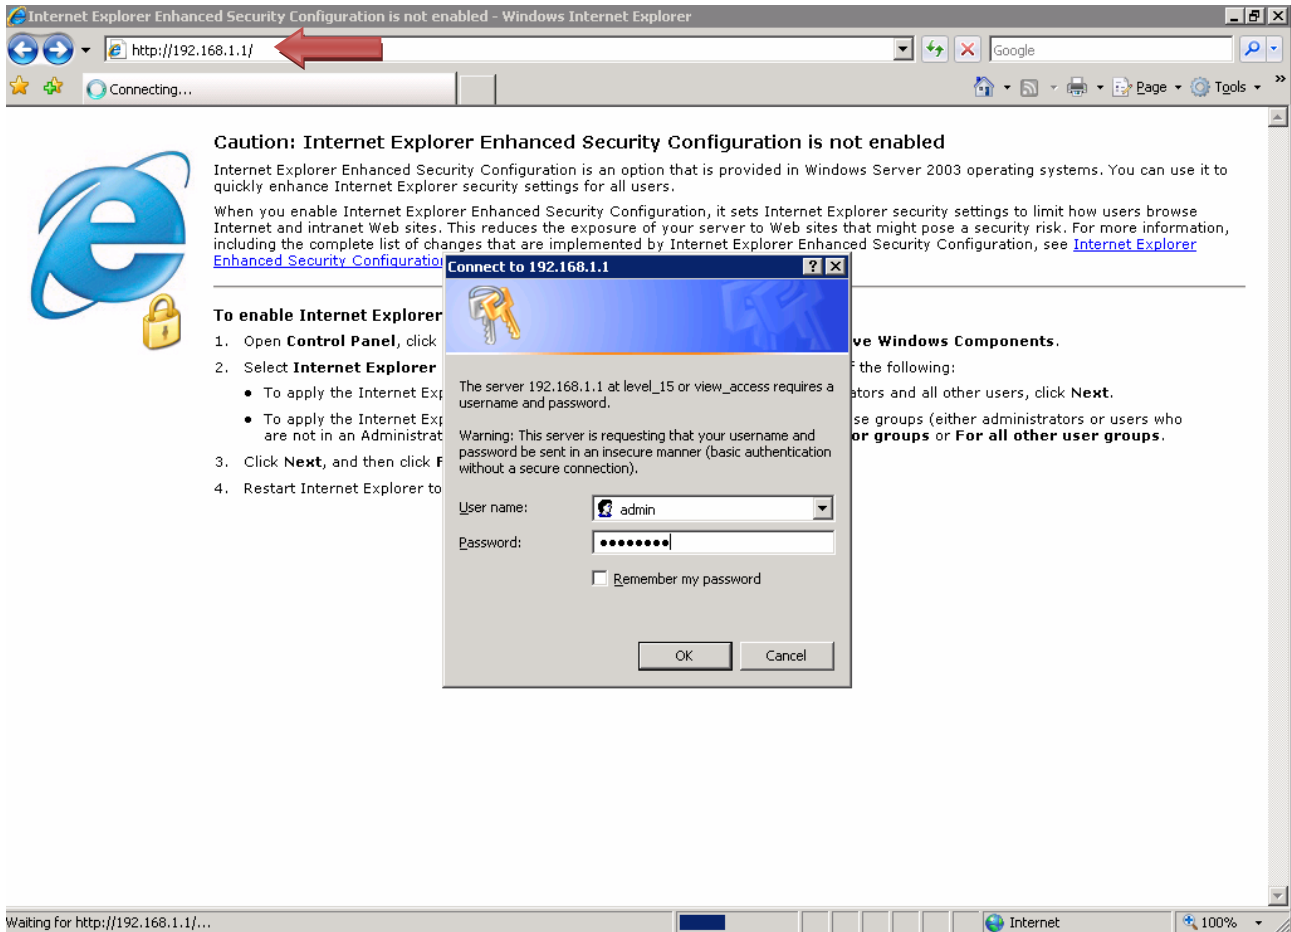 Internet Explorer Enhanced Security Configuration is not enabled - Windows Internet Explorer
http://192.168.1.1/
Google
Connecting...
Page
Tools
»
Caution: Internet Explorer Enhanced Security Configuration is not enabled
Internet Explorer Enhanced Security Configuration is an option that is provided in Windows Server 2003 operating systems. You can use it to
quickly enhance Internet Explorer security settings for all users.
When you enable Internet Explorer Enhanced Security Configuration, it sets Internet Explorer security settings to limit how users browse
Internet and intranet Web sites. This reduces the exposure of your server to Web sites that might pose a security risk. For more information,
including the complete list of changes that are implemented by Internet Explorer Enhanced Security Configuration, see Internet Explorer
Enhanced Security Configuratio
To enable Internet Explorer
1. Open Control Panel, click ve Windows Components.
2. Select Internet Explorer f the following:
• To apply the Internet Exp ators and all other users, click Next.
• To apply the Internet Exp se groups (either administrators or users who
are not in an Administrat or groups or For all other user groups.
3. Click Next, and then click F
4. Restart Internet Explorer to
Connect to 192.168.1.1
?
The server 192.168.1.1 at level_15 or view_access requires a
username and password.
Warning: This server is requesting that your username and
password be sent in an insecure manner (basic authentication
without a secure connection).
User name:
admin
Password:
●●●●●●●●
Remember my password
OK
Cancel
Waiting for http://192.168.1.1/...
Internet
100%